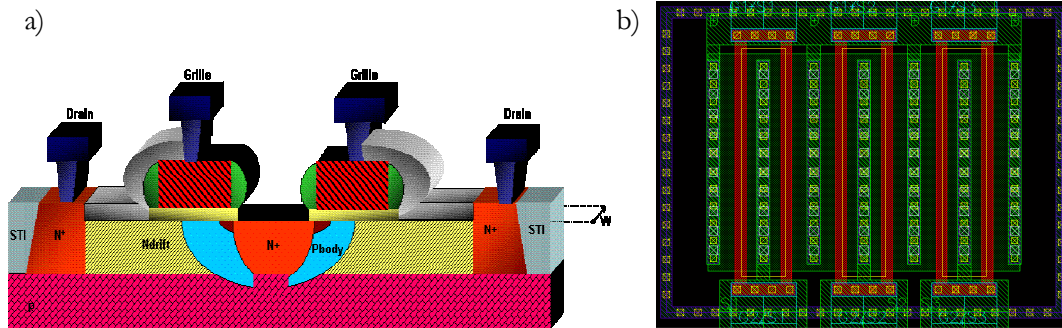 a)
b)
Grille
Grille
Drain
Drain
STI
N+
Ndrift
N+
Pbody
N+
STI
W